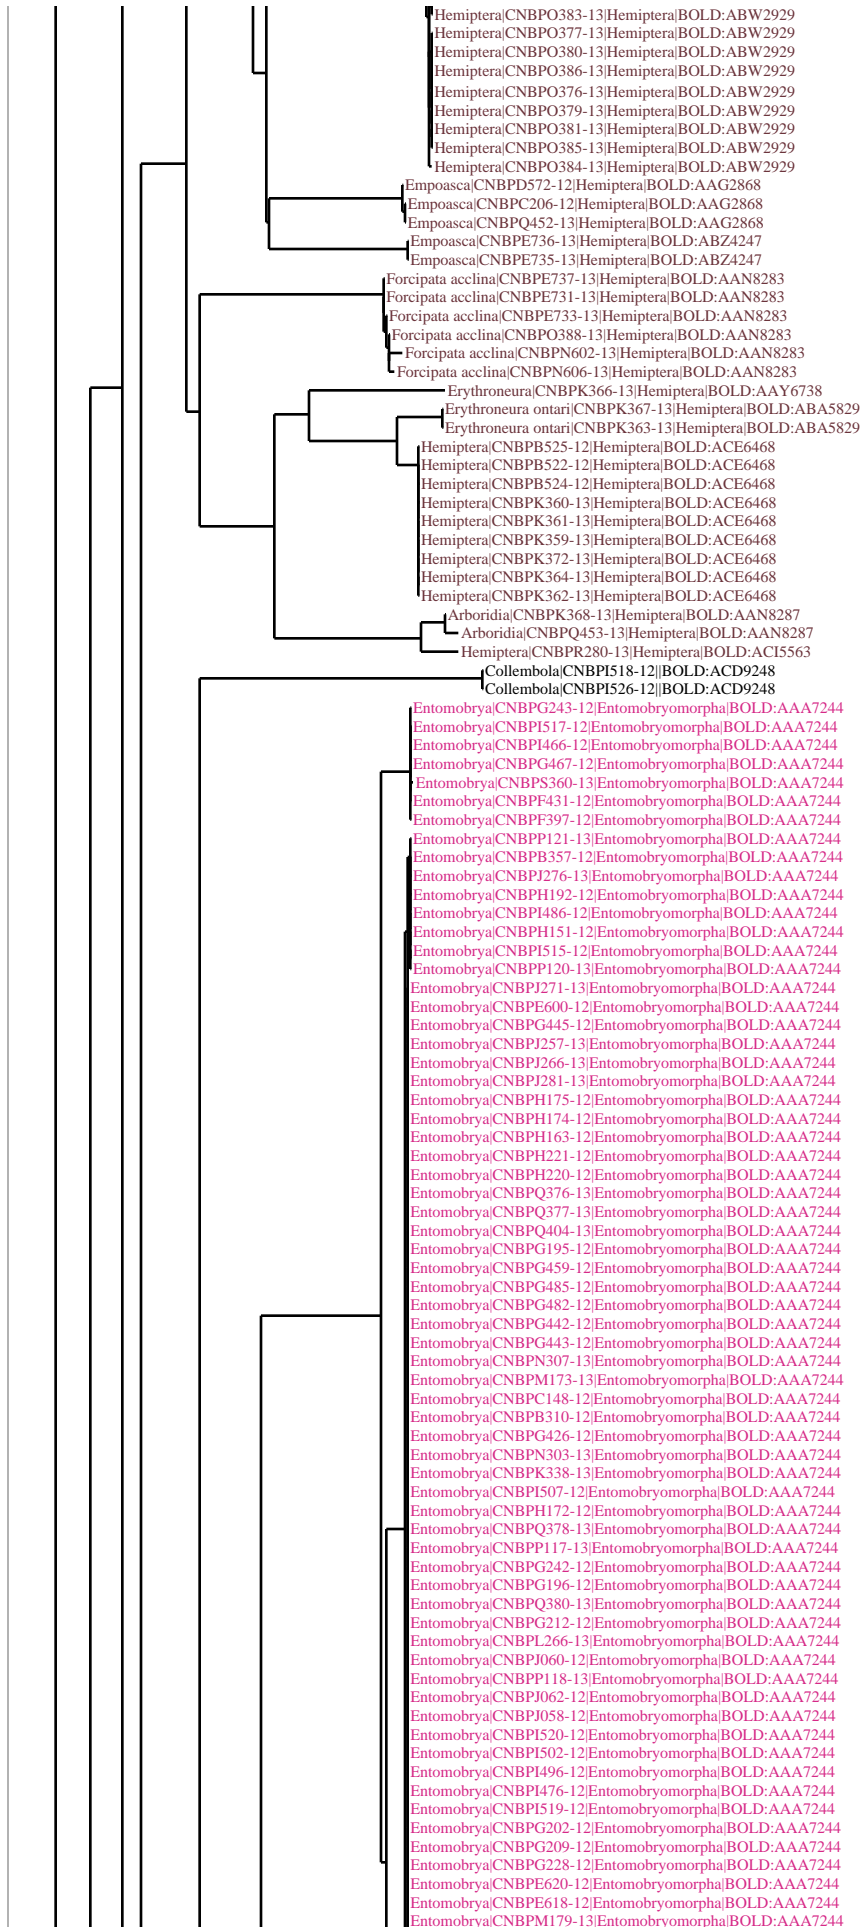 Hemiptera|CNBPO383-13|Hemiptera|BOLD:ABW2929
Hemiptera|CNBPO377-13|Hemiptera|BOLD:ABW2929
Hemiptera|CNBPO380-13|Hemiptera|BOLD:ABW2929
Hemiptera|CNBPO386-13|Hemiptera|BOLD:ABW2929
Hemiptera|CNBPO376-13|Hemiptera|BOLD:ABW2929
Hemiptera|CNBPO379-13|Hemiptera|BOLD:ABW2929
Hemiptera|CNBPO381-13|Hemiptera|BOLD:ABW2929
Hemiptera|CNBPO385-13|Hemiptera|BOLD:ABW2929
Hemiptera|CNBPO384-13|Hemiptera|BOLD:ABW2929
Empoasca|CNBPD572-12|Hemiptera|BOLD:AAG2868
Empoasca|CNBPC206-12|Hemiptera|BOLD:AAG2868
Empoasca|CNBPQ452-13|Hemiptera|BOLD:AAG2868
Empoasca|CNBPE736-13|Hemiptera|BOLD:ABZ4247
Empoasca|CNBPE735-13|Hemiptera|BOLD:ABZ4247
Forcipata acclina|CNBPE737-13|Hemiptera|BOLD:AAN8283
Forcipata acclina|CNBPE731-13|Hemiptera|BOLD:AAN8283
Forcipata acclina|CNBPE733-13|Hemiptera|BOLD:AAN8283
Forcipata acclina|CNBPO388-13|Hemiptera|BOLD:AAN8283
Forcipata acclina|CNBPN602-13|Hemiptera|BOLD:AAN8283
Forcipata acclina|CNBPN606-13|Hemiptera|BOLD:AAN8283
Erythroneura|CNBPK366-13|Hemiptera|BOLD:AAY6738
Erythroneura ontari|CNBPK367-13|Hemiptera|BOLD:ABA5829
Erythroneura ontari|CNBPK363-13|Hemiptera|BOLD:ABA5829
Hemiptera|CNBPB525-12|Hemiptera|BOLD:ACE6468
Hemiptera|CNBPB522-12|Hemiptera|BOLD:ACE6468
Hemiptera|CNBPB524-12|Hemiptera|BOLD:ACE6468
Hemiptera|CNBPK360-13|Hemiptera|BOLD:ACE6468
Hemiptera|CNBPK361-13|Hemiptera|BOLD:ACE6468
Hemiptera|CNBPK359-13|Hemiptera|BOLD:ACE6468
Hemiptera|CNBPK372-13|Hemiptera|BOLD:ACE6468
Hemiptera|CNBPK364-13|Hemiptera|BOLD:ACE6468
Hemiptera|CNBPK362-13|Hemiptera|BOLD:ACE6468
Arboridia|CNBPK368-13|Hemiptera|BOLD:AAN8287
Arboridia|CNBPQ453-13|Hemiptera|BOLD:AAN8287
Hemiptera|CNBPR280-13|Hemiptera|BOLD:ACI5563
Collembola|CNBPI518-12||BOLD:ACD9248
Collembola|CNBPI526-12||BOLD:ACD9248
Entomobrya|CNBPG243-12|Entomobryomorpha|BOLD:AAA7244
Entomobrya|CNBPI517-12|Entomobryomorpha|BOLD:AAA7244
Entomobrya|CNBPI466-12|Entomobryomorpha|BOLD:AAA7244
Entomobrya|CNBPG467-12|Entomobryomorpha|BOLD:AAA7244
Entomobrya|CNBPS360-13|Entomobryomorpha|BOLD:AAA7244
Entomobrya|CNBPF431-12|Entomobryomorpha|BOLD:AAA7244
Entomobrya|CNBPF397-12|Entomobryomorpha|BOLD:AAA7244
Entomobrya|CNBPP121-13|Entomobryomorpha|BOLD:AAA7244
Entomobrya|CNBPB357-12|Entomobryomorpha|BOLD:AAA7244
Entomobrya|CNBPJ276-13|Entomobryomorpha|BOLD:AAA7244
Entomobrya|CNBPH192-12|Entomobryomorpha|BOLD:AAA7244
Entomobrya|CNBPI486-12|Entomobryomorpha|BOLD:AAA7244
Entomobrya|CNBPH151-12|Entomobryomorpha|BOLD:AAA7244
Entomobrya|CNBPI515-12|Entomobryomorpha|BOLD:AAA7244
Entomobrya|CNBPP120-13|Entomobryomorpha|BOLD:AAA7244
Entomobrya|CNBPJ271-13|Entomobryomorpha|BOLD:AAA7244
Entomobrya|CNBPE600-12|Entomobryomorpha|BOLD:AAA7244
Entomobrya|CNBPG445-12|Entomobryomorpha|BOLD:AAA7244
Entomobrya|CNBPJ257-13|Entomobryomorpha|BOLD:AAA7244
Entomobrya|CNBPJ266-13|Entomobryomorpha|BOLD:AAA7244
Entomobrya|CNBPJ281-13|Entomobryomorpha|BOLD:AAA7244
Entomobrya|CNBPH175-12|Entomobryomorpha|BOLD:AAA7244
Entomobrya|CNBPH174-12|Entomobryomorpha|BOLD:AAA7244
Entomobrya|CNBPH163-12|Entomobryomorpha|BOLD:AAA7244
Entomobrya|CNBPH221-12|Entomobryomorpha|BOLD:AAA7244
Entomobrya|CNBPH220-12|Entomobryomorpha|BOLD:AAA7244
Entomobrya|CNBPQ376-13|Entomobryomorpha|BOLD:AAA7244
Entomobrya|CNBPQ377-13|Entomobryomorpha|BOLD:AAA7244
Entomobrya|CNBPQ404-13|Entomobryomorpha|BOLD:AAA7244
Entomobrya|CNBPG195-12|Entomobryomorpha|BOLD:AAA7244
Entomobrya|CNBPG459-12|Entomobryomorpha|BOLD:AAA7244
Entomobrya|CNBPG485-12|Entomobryomorpha|BOLD:AAA7244
Entomobrya|CNBPG482-12|Entomobryomorpha|BOLD:AAA7244
Entomobrya|CNBPG442-12|Entomobryomorpha|BOLD:AAA7244
Entomobrya|CNBPG443-12|Entomobryomorpha|BOLD:AAA7244
Entomobrya|CNBPN307-13|Entomobryomorpha|BOLD:AAA7244
Entomobrya|CNBPM173-13|Entomobryomorpha|BOLD:AAA7244
Entomobrya|CNBPC148-12|Entomobryomorpha|BOLD:AAA7244
Entomobrya|CNBPB310-12|Entomobryomorpha|BOLD:AAA7244
Entomobrya|CNBPG426-12|Entomobryomorpha|BOLD:AAA7244
Entomobrya|CNBPN303-13|Entomobryomorpha|BOLD:AAA7244
Entomobrya|CNBPK338-13|Entomobryomorpha|BOLD:AAA7244
Entomobrya|CNBPI507-12|Entomobryomorpha|BOLD:AAA7244
Entomobrya|CNBPH172-12|Entomobryomorpha|BOLD:AAA7244
Entomobrya|CNBPQ378-13|Entomobryomorpha|BOLD:AAA7244
Entomobrya|CNBPP117-13|Entomobryomorpha|BOLD:AAA7244
Entomobrya|CNBPG242-12|Entomobryomorpha|BOLD:AAA7244
Entomobrya|CNBPG196-12|Entomobryomorpha|BOLD:AAA7244
Entomobrya|CNBPQ380-13|Entomobryomorpha|BOLD:AAA7244
Entomobrya|CNBPG212-12|Entomobryomorpha|BOLD:AAA7244
Entomobrya|CNBPL266-13|Entomobryomorpha|BOLD:AAA7244
Entomobrya|CNBPJ060-12|Entomobryomorpha|BOLD:AAA7244
Entomobrya|CNBPP118-13|Entomobryomorpha|BOLD:AAA7244
Entomobrya|CNBPJ062-12|Entomobryomorpha|BOLD:AAA7244
Entomobrya|CNBPJ058-12|Entomobryomorpha|BOLD:AAA7244
Entomobrya|CNBPI520-12|Entomobryomorpha|BOLD:AAA7244
Entomobrya|CNBPI502-12|Entomobryomorpha|BOLD:AAA7244
Entomobrya|CNBPI496-12|Entomobryomorpha|BOLD:AAA7244
Entomobrya|CNBPI476-12|Entomobryomorpha|BOLD:AAA7244
Entomobrya|CNBPI519-12|Entomobryomorpha|BOLD:AAA7244
Entomobrya|CNBPG202-12|Entomobryomorpha|BOLD:AAA7244
Entomobrya|CNBPG209-12|Entomobryomorpha|BOLD:AAA7244
Entomobrya|CNBPG228-12|Entomobryomorpha|BOLD:AAA7244
Entomobrya|CNBPE620-12|Entomobryomorpha|BOLD:AAA7244
Entomobrya|CNBPE618-12|Entomobryomorpha|BOLD:AAA7244
Entomobrya|CNBPM179-13|Entomobryomorpha|BOLD:AAA7244